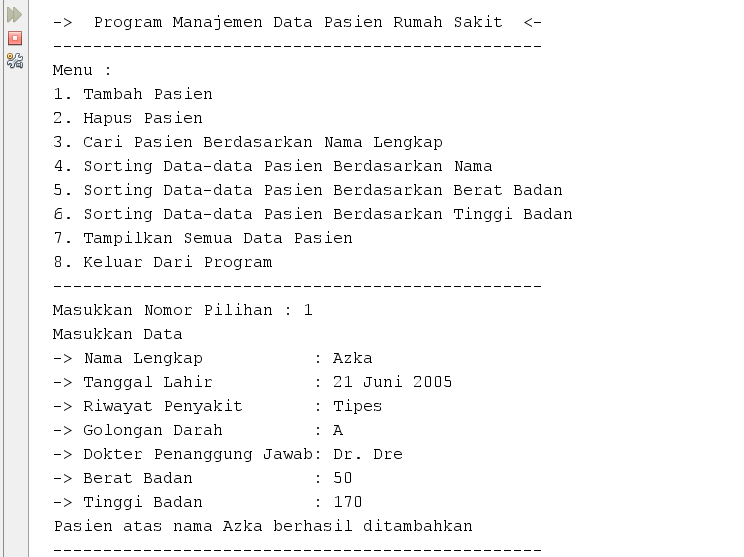 ->  Program Manajemen Data Pasien Rumah Sakit  <-
-------------------------------------------------
Menu :
1. Tambah Pasien
2. Hapus Pasien
3. Cari Pasien Berdasarkan Nama Lengkap
4. Sorting Data-data Pasien Berdasarkan Nama
5. Sorting Data-data Pasien Berdasarkan Berat Badan
6. Sorting Data-data Pasien Berdasarkan Tinggi Badan
7. Tampilkan Semua Data Pasien
8. Keluar Dari Program
-------------------------------------------------
Masukkan Nomor Pilihan : 1
Masukkan Data
-> Nama Lengkap           : Azka
-> Tanggal Lahir          : 21 Juni 2005
-> Riwayat Penyakit       : Tipes
-> Golongan Darah         : A
-> Dokter Penanggung Jawab: Dr. Dre
-> Berat Badan            : 50
-> Tinggi Badan           : 170
Pasien atas nama Azka berhasil ditambahkan
-------------------------------------------------